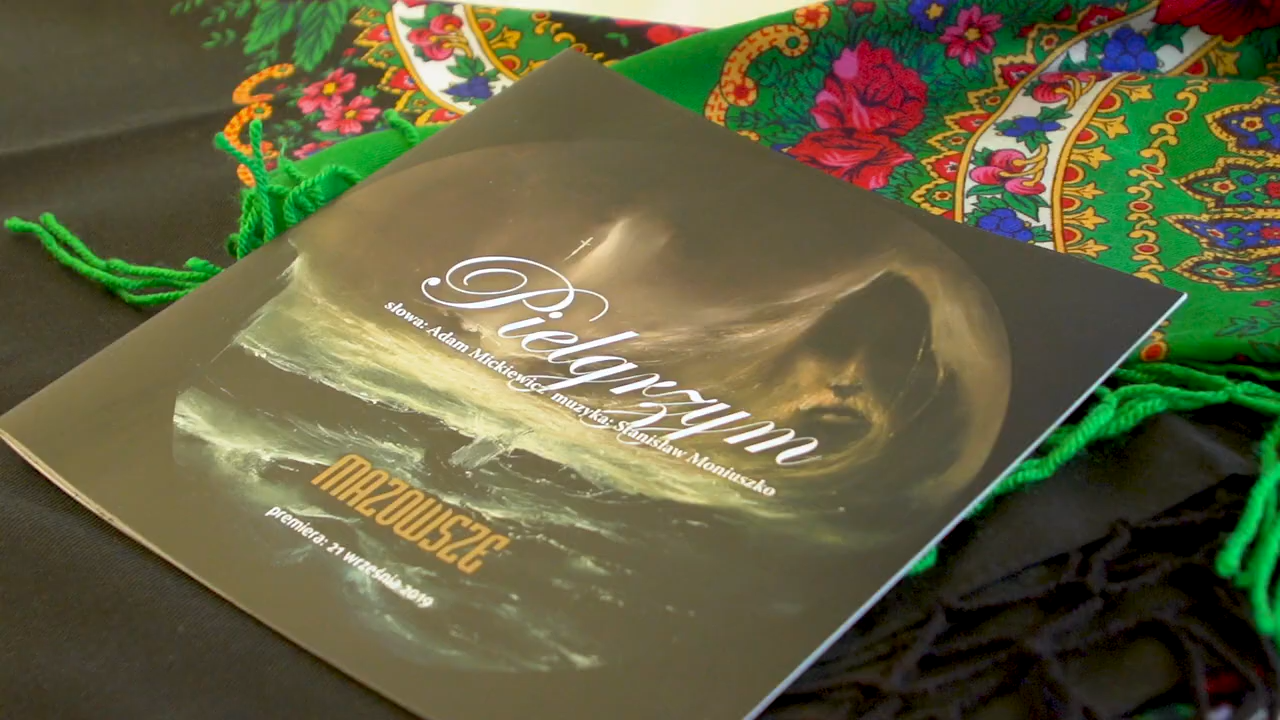 Pielgrzym
słowa: Adam Mickiewicz muzyka: Stanisław Moniuszko
MAZOWSZE
premiera: 21 września 2019